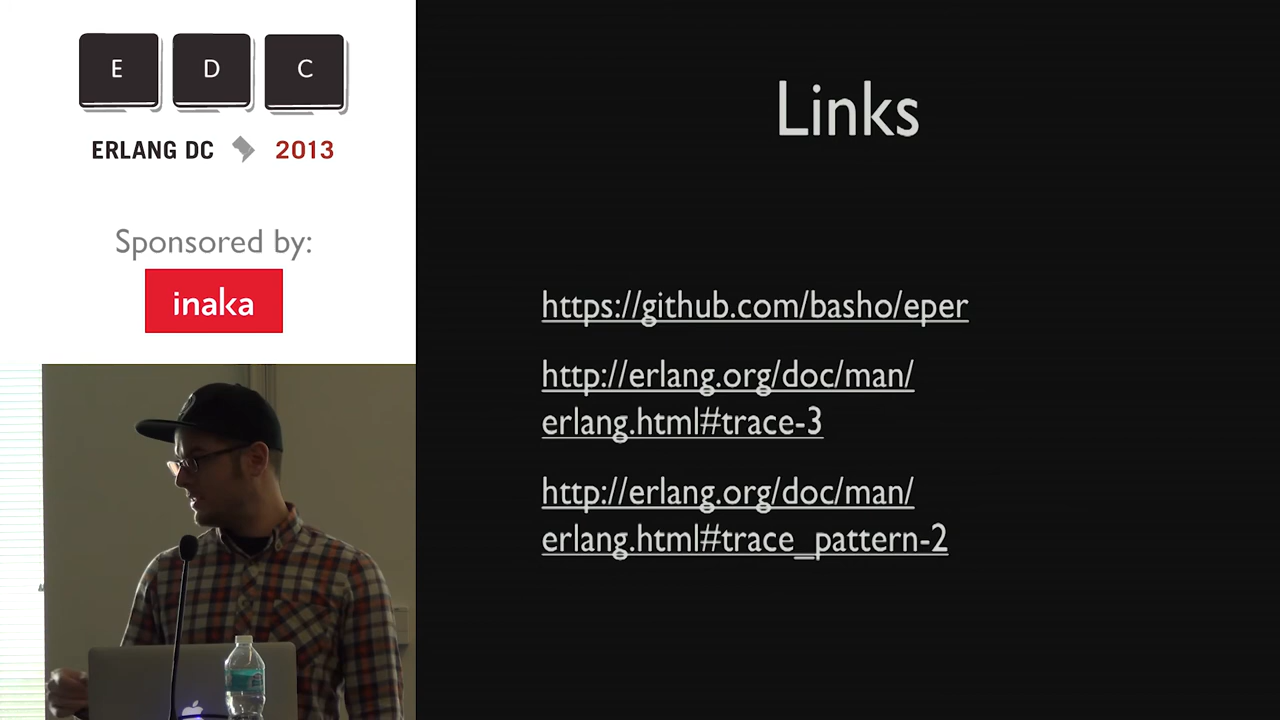 E D C
ERLANG DC 2013
Sponsored by:
inaka
Links
https://github.com/basho/eper
http://erlang.org/doc/man/
erlang.html#trace-3
http://erlang.org/doc/man/
erlang.html#trace_pattern-2